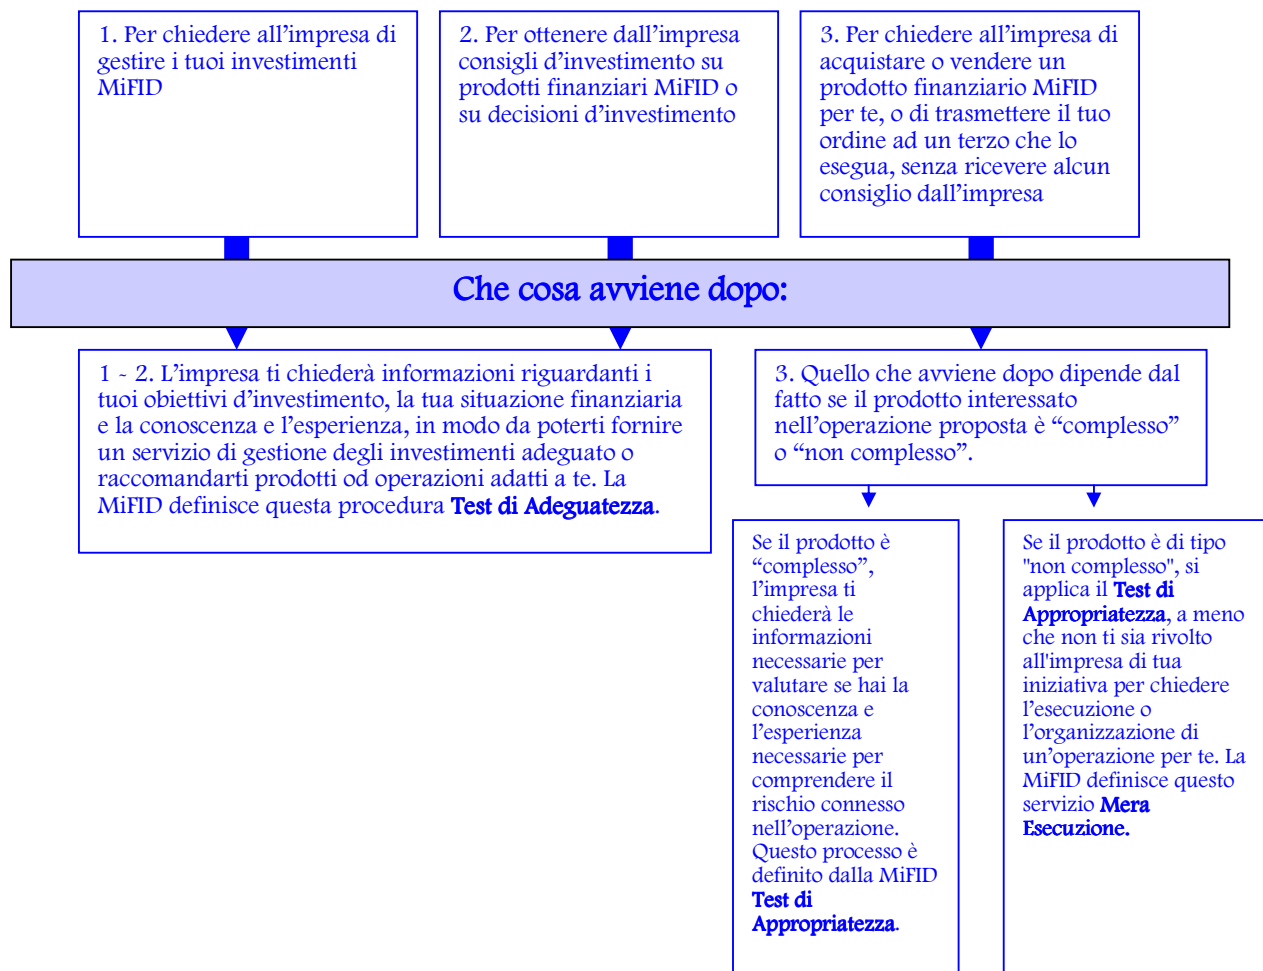 1. Per chiedere all’impresa di
gestire i tuoi investimenti
MiFID
2. Per ottenere dall’impresa
consigli d’investimento su
prodotti finanziari MiFID o
su decisioni d’investimento
3. Per chiedere all’impresa di
acquistare o vendere un
prodotto finanziario MiFID
per te, o di trasmettere il tuo
ordine ad un terzo che lo
esegua, senza ricevere alcun
consiglio dall’impresa
Che cosa avviene dopo:
1 - 2. L’impresa ti chiederà informazioni riguardanti i
tuoi obiettivi d’investimento, la tua situazione finanziaria
e la conoscenza e l’esperienza, in modo da poterti fornire
un servizio di gestione degli investimenti adeguato o
raccomandarti prodotti od operazioni adatti a te. La
MiFID definisce questa procedura Test di Adeguatezza.
3. Quello che avviene dopo dipende dal
fatto se il prodotto interessato
nell’operazione proposta è “complesso”
o “non complesso”.
Se il prodotto è
“complesso”,
l’impresa ti
chiederà le
informazioni
necessarie per
valutare se hai la
conoscenza e
l’esperienza
necessarie per
comprendere il
rischio connesso
nell’operazione.
Questo processo è
definito dalla MiFID
Test di
Appropriatezza.
Se il prodotto è di tipo
"non complesso", si
applica il Test di
Appropriatezza, a meno
che non ti sia rivolto
all'impresa di tua
iniziativa per chiedere
l’esecuzione o
l’organizzazione di
un’operazione per te. La
MiFID definisce questo
servizio Mera
Esecuzione.